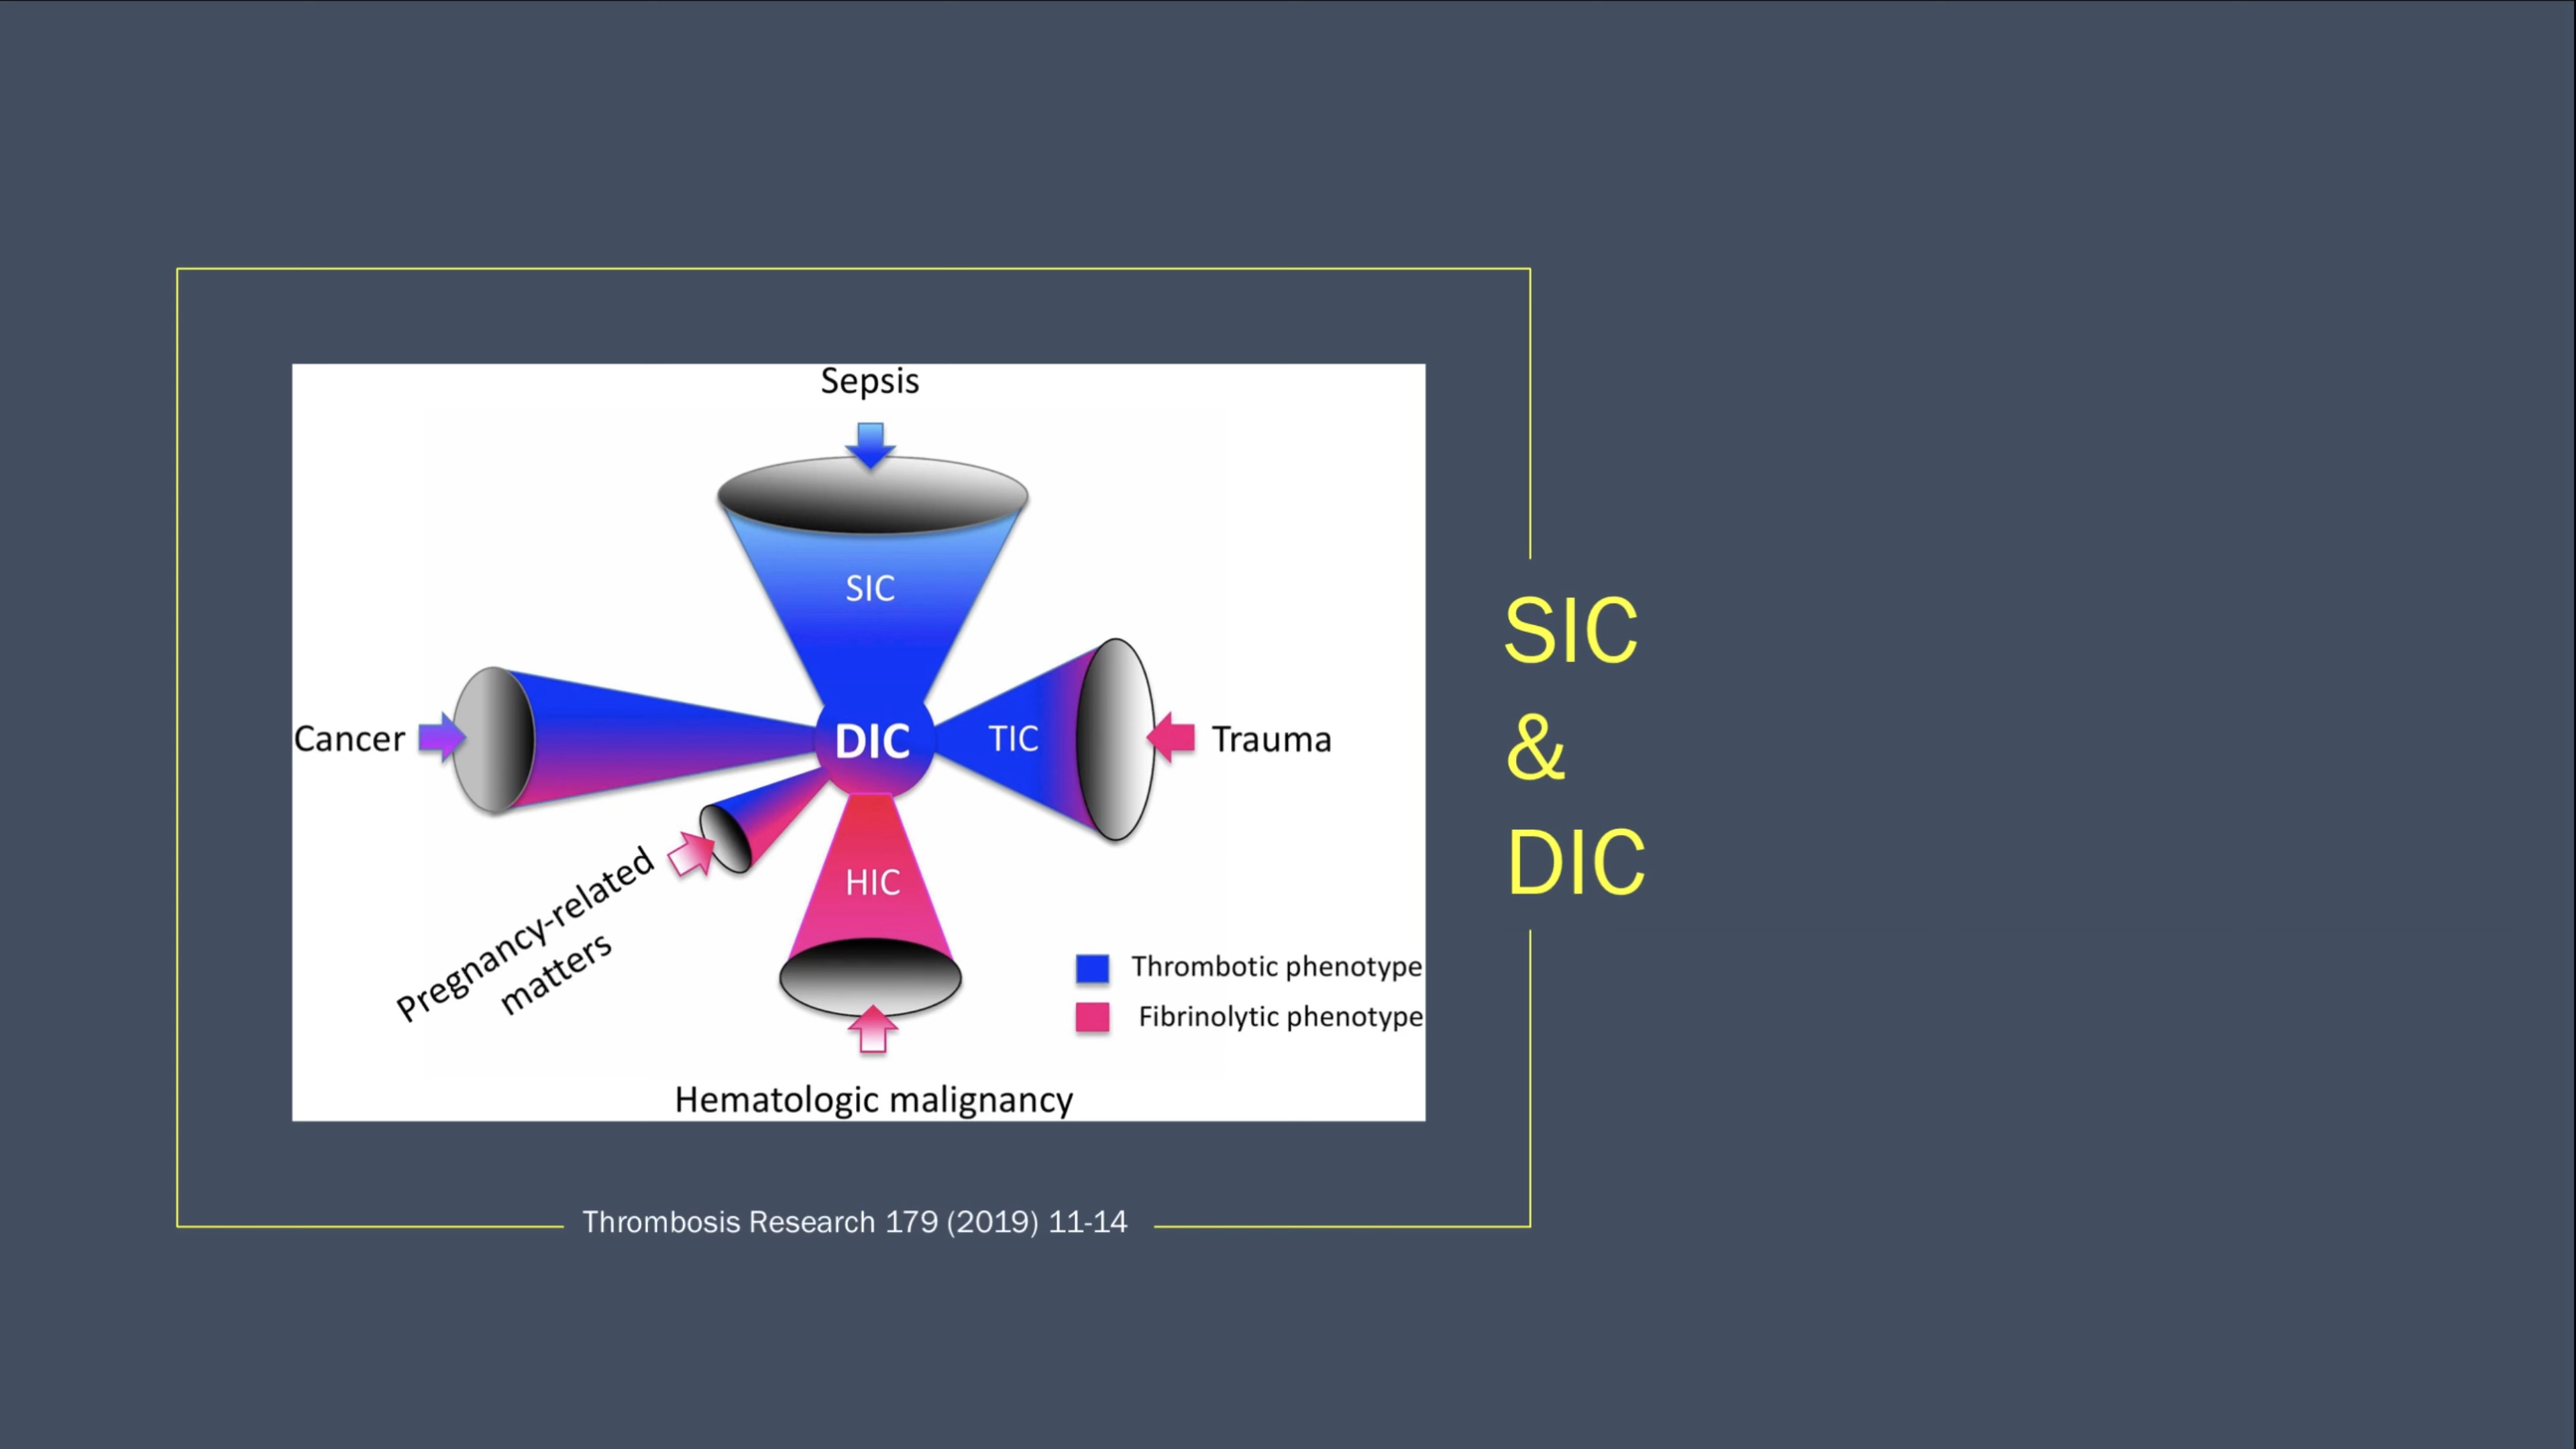 Sepsis
SIC
Cancer
DIC
TIC
Trauma
Pregnancy-related
matters
HIC
Thrombotic phenotype
Fibrinolytic phenotype
Hematologic malignancy
SIC
&
DIC
Thrombosis Research 179 (2019) 11-14